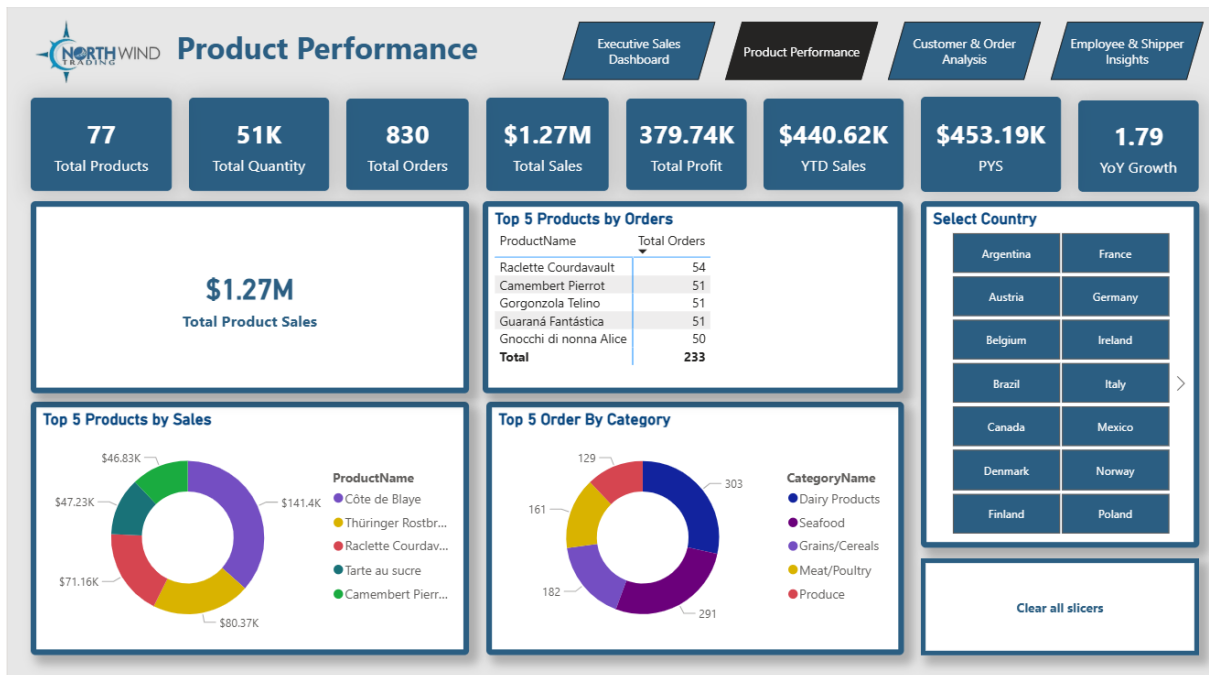 NORTHWIND
TRADING
Product Performance
Executive Sales
Dashboard
Product Performance
Customer & Order
Analysis
Employee & Shipper
Insights
77
Total Products
51K
Total Quantity
830
Total Orders
$1.27M
Total Sales
379.74K
Total Profit
$440.62K
YTD Sales
$453.19K
PYS
1.79
YoY Growth
$1.27M
Total Product Sales
Top 5 Products by Orders
ProductName Total Orders
Raclette Courdavault 54
Camembert Pierrot 51
Gorgonzola Telino 51
Guaraná Fantástica 51
Gnocchi di nonna Alice 50
Total 233
Select Country
Argentina France
Austria Germany
Belgium Ireland
Brazil Italy
Canada Mexico
Denmark Norway
Finland Poland
Top 5 Products by Sales
$46.83K
$47.23K
$71.16K
$141.4K
$80.37K
ProductName
Côte de Blaye
Thüringer Rostbr...
Raclette Courdav...
Tarte au sucre
Camembert Pierr...
Top 5 Order By Category
129
161
182
303
291
CategoryName
Dairy Products
Seafood
Grains/Cereals
Meat/Poultry
Produce
Clear all slicers